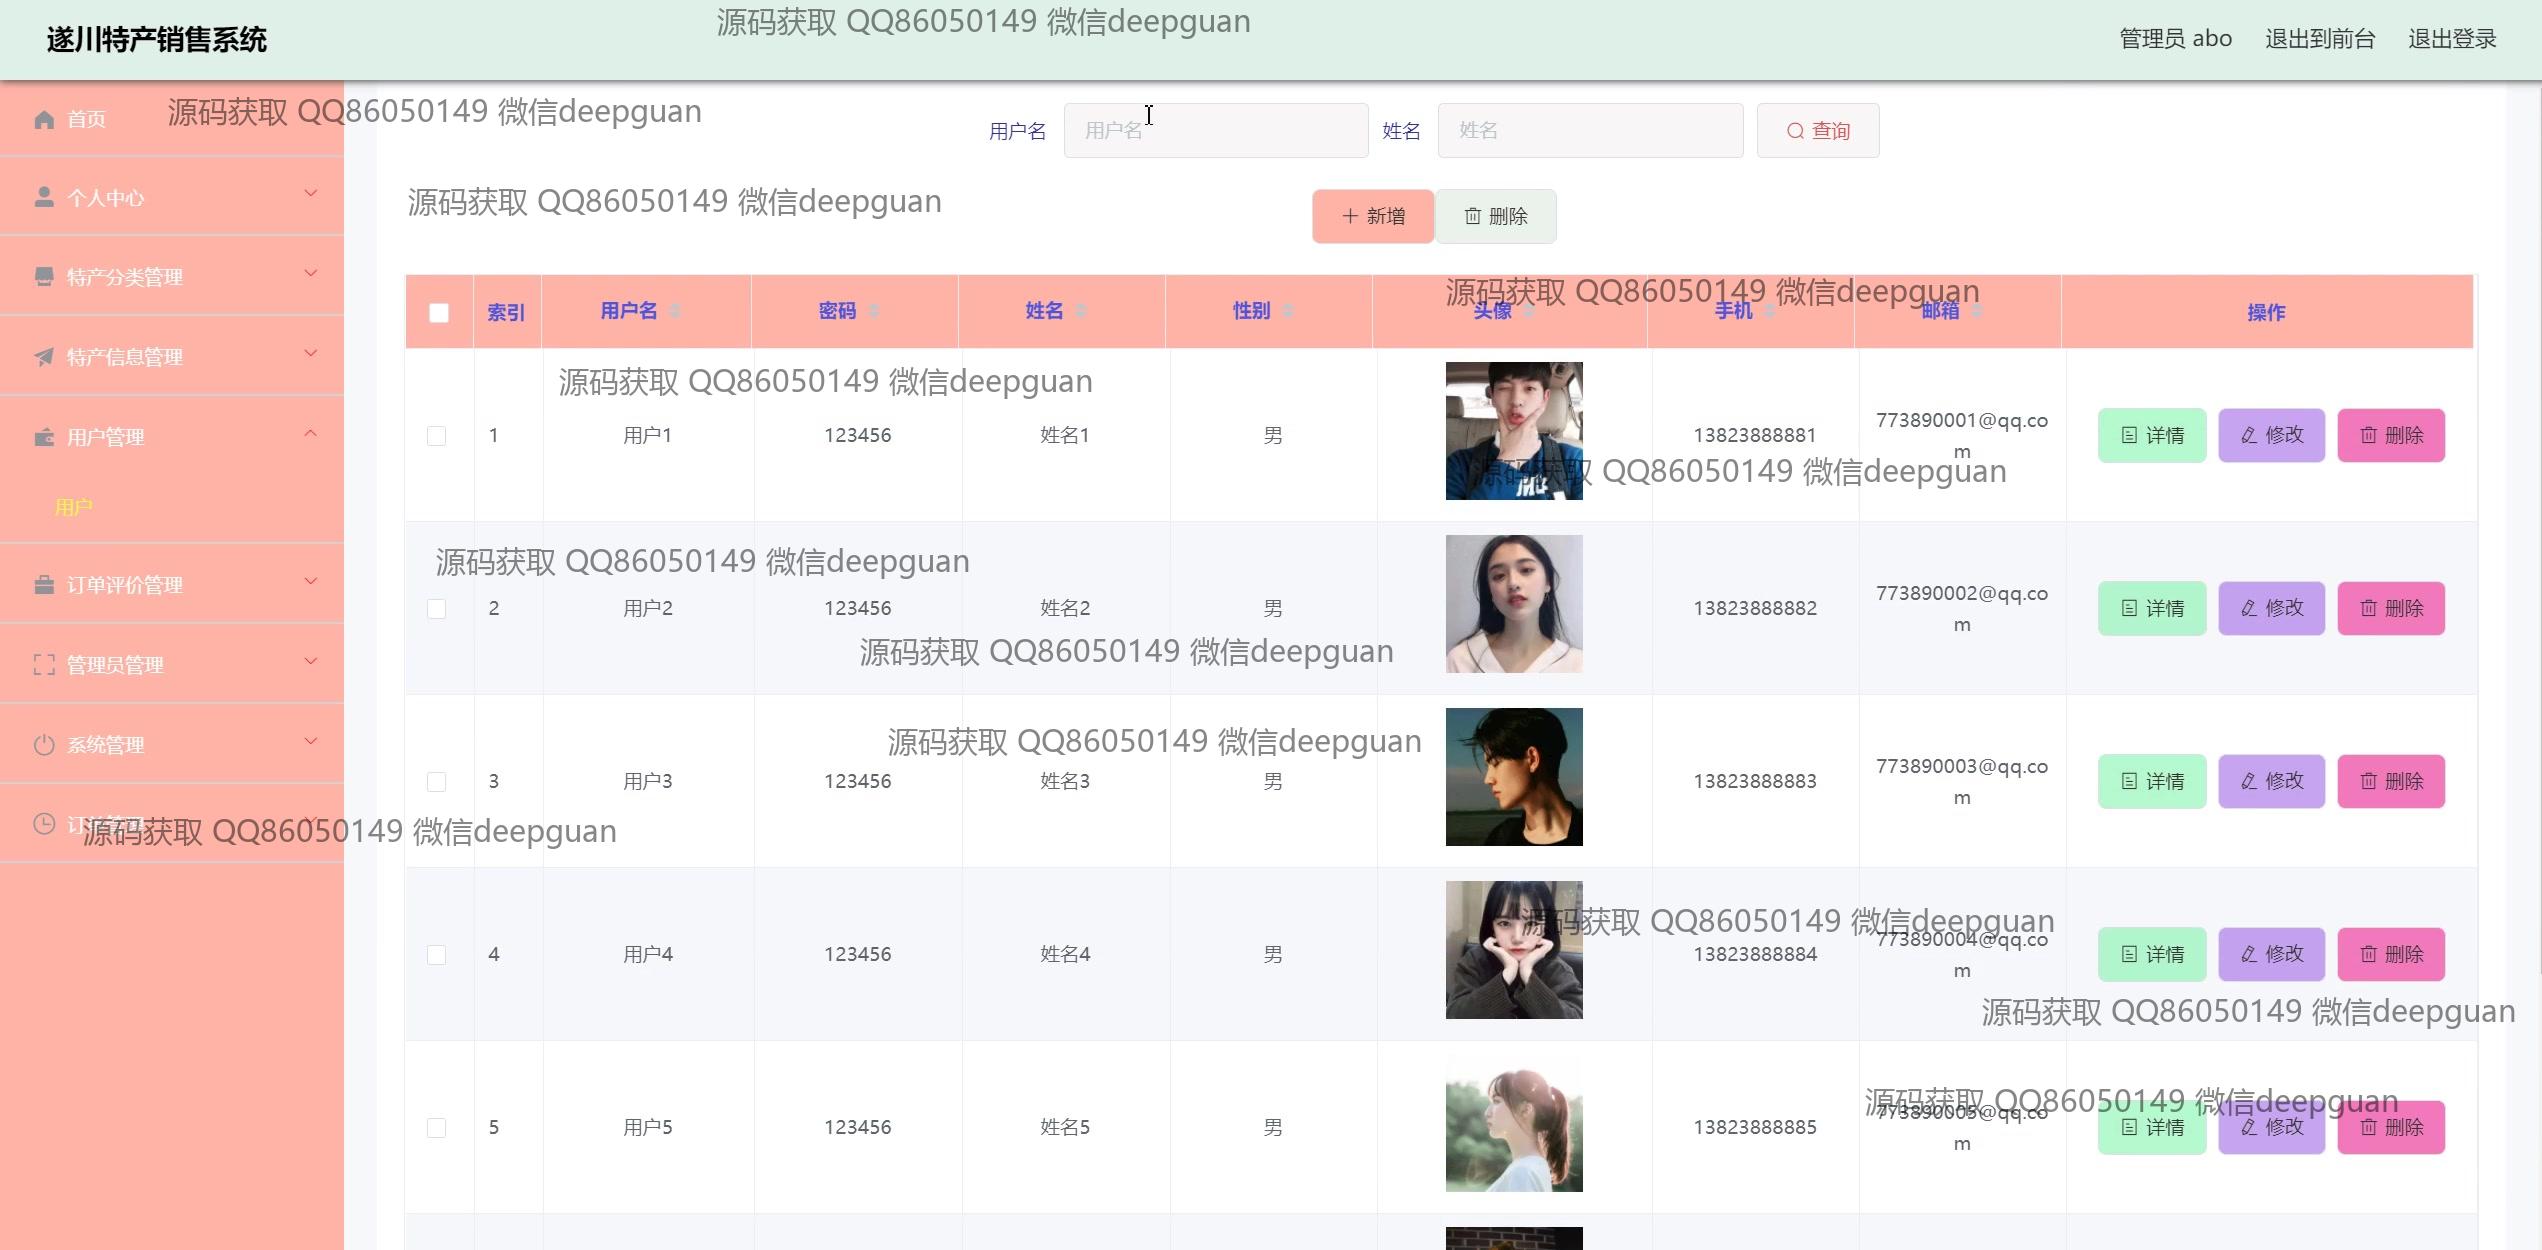 遂川特产销售系统
源码获取 QQ86050149 微信deepguan
管理员 abo 退出到前台 退出登录
首页
源码获取 QQ86050149 微信deepguan
用户名 用户名 姓名 姓名 查询
个人中心
源码获取 QQ86050149 微信deepguan
新增 删除
特产分类管理
源码获取 QQ86050149 微信deepguan
索引 用户名 密码 姓名 性别 头像 手机 邮箱 操作
特产信息管理
源码获取 QQ86050149 微信deepguan
用户管理
1 用户1 123456 姓名1 男 13823888881 773890001@qq.co
m
详情 修改 删除
源码获取 QQ86050149 微信deepguan
用户
源码获取 QQ86050149 微信deepguan
订单评价管理
2 用户2 123456 姓名2 男 13823888882 773890002@qq.co
m
详情 修改 删除
源码获取 QQ86050149 微信deepguan
管理员管理
源码获取 QQ86050149 微信deepguan
系统管理
3 用户3 123456 姓名3 男 13823888883 773890003@qq.co
m
详情 修改 删除
订单管理
源码获取 QQ86050149 微信deepguan
源码获取 QQ86050149 微信deepguan
4 用户4 123456 姓名4 男 13823888884 773890004@qq.co
m
详情 修改 删除
源码获取 QQ86050149 微信deepguan
源码获取 QQ86050149 微信deepguan
5 用户5 123456 姓名5 男 13823888885 773890005@qq.co
m
详情 修改 删除